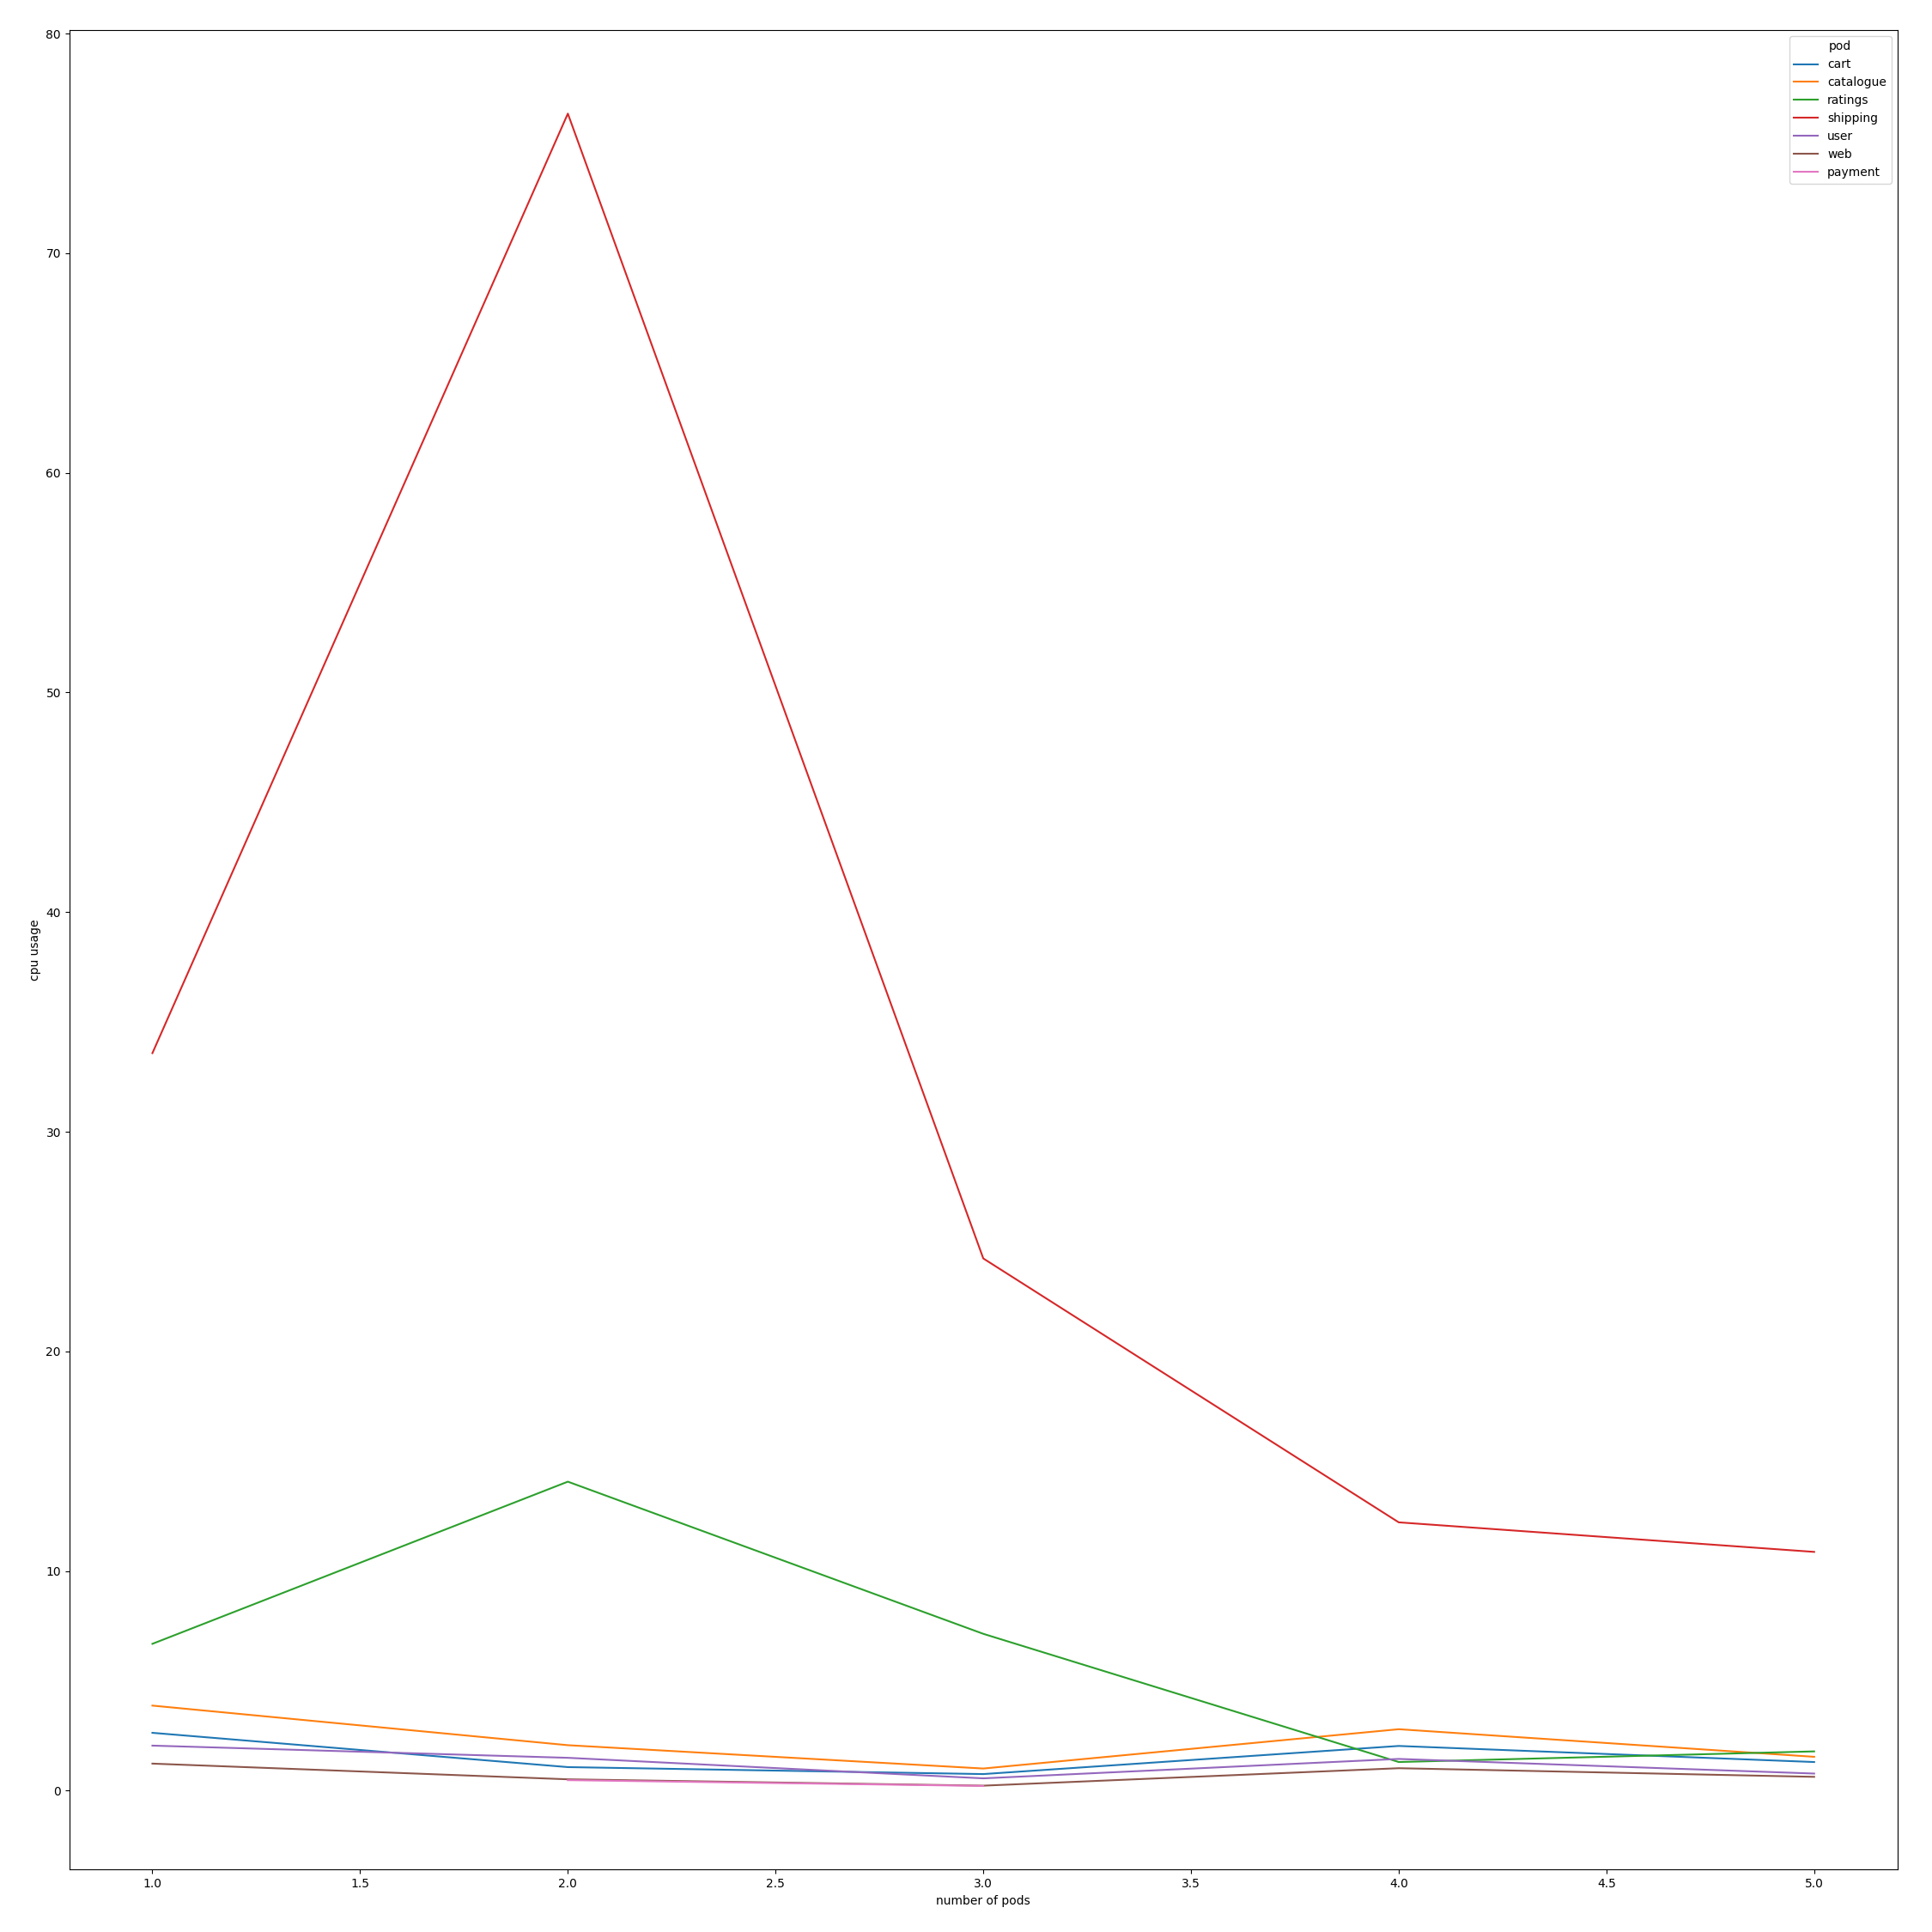 80
70
60
50
40
30
20
10
0
cpu usage
1.0 1.5 2.0 2.5 3.0 3.5 4.0 4.5 5.0
number of pods
pod
cart
catalogue
ratings
shipping
user
web
payment